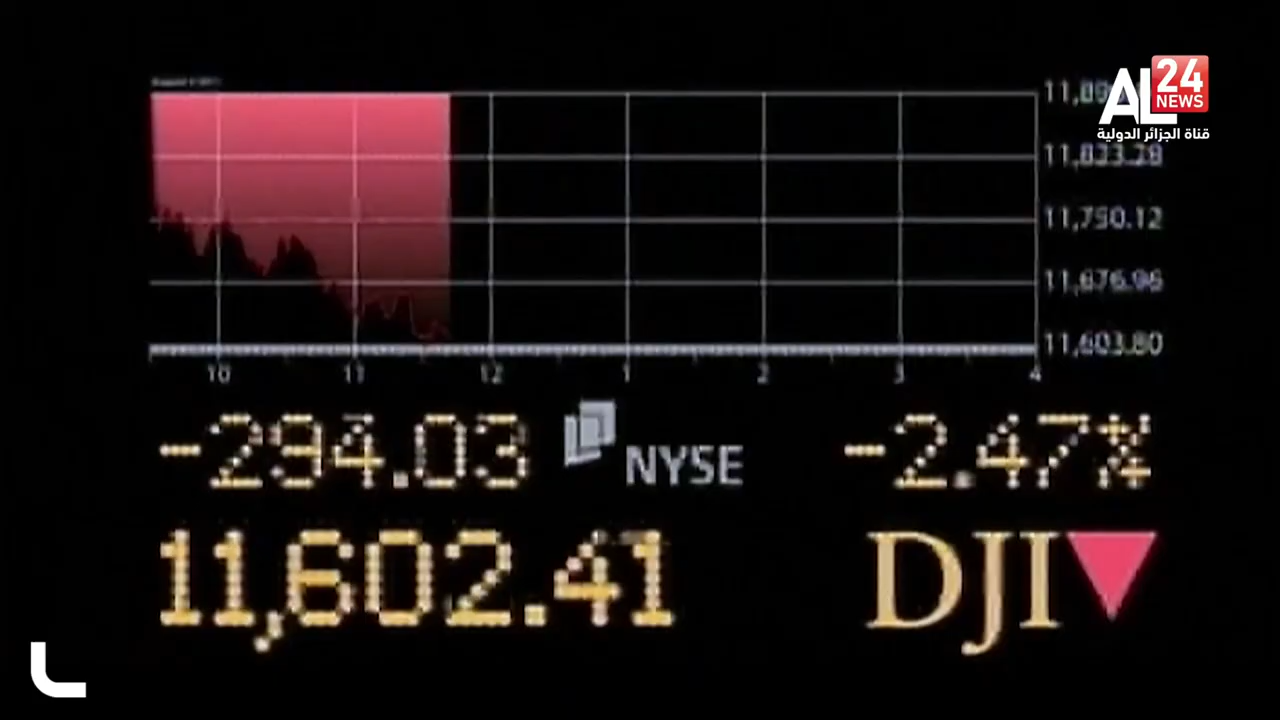 AL 24
NEWS
قناة الجزائر الدولية
11,823.28
11,750.12
11,676.96
11,603.80
10 11 12 1 2 3 4
-294.03 NYSE -2.47%
11,602.41 DJI